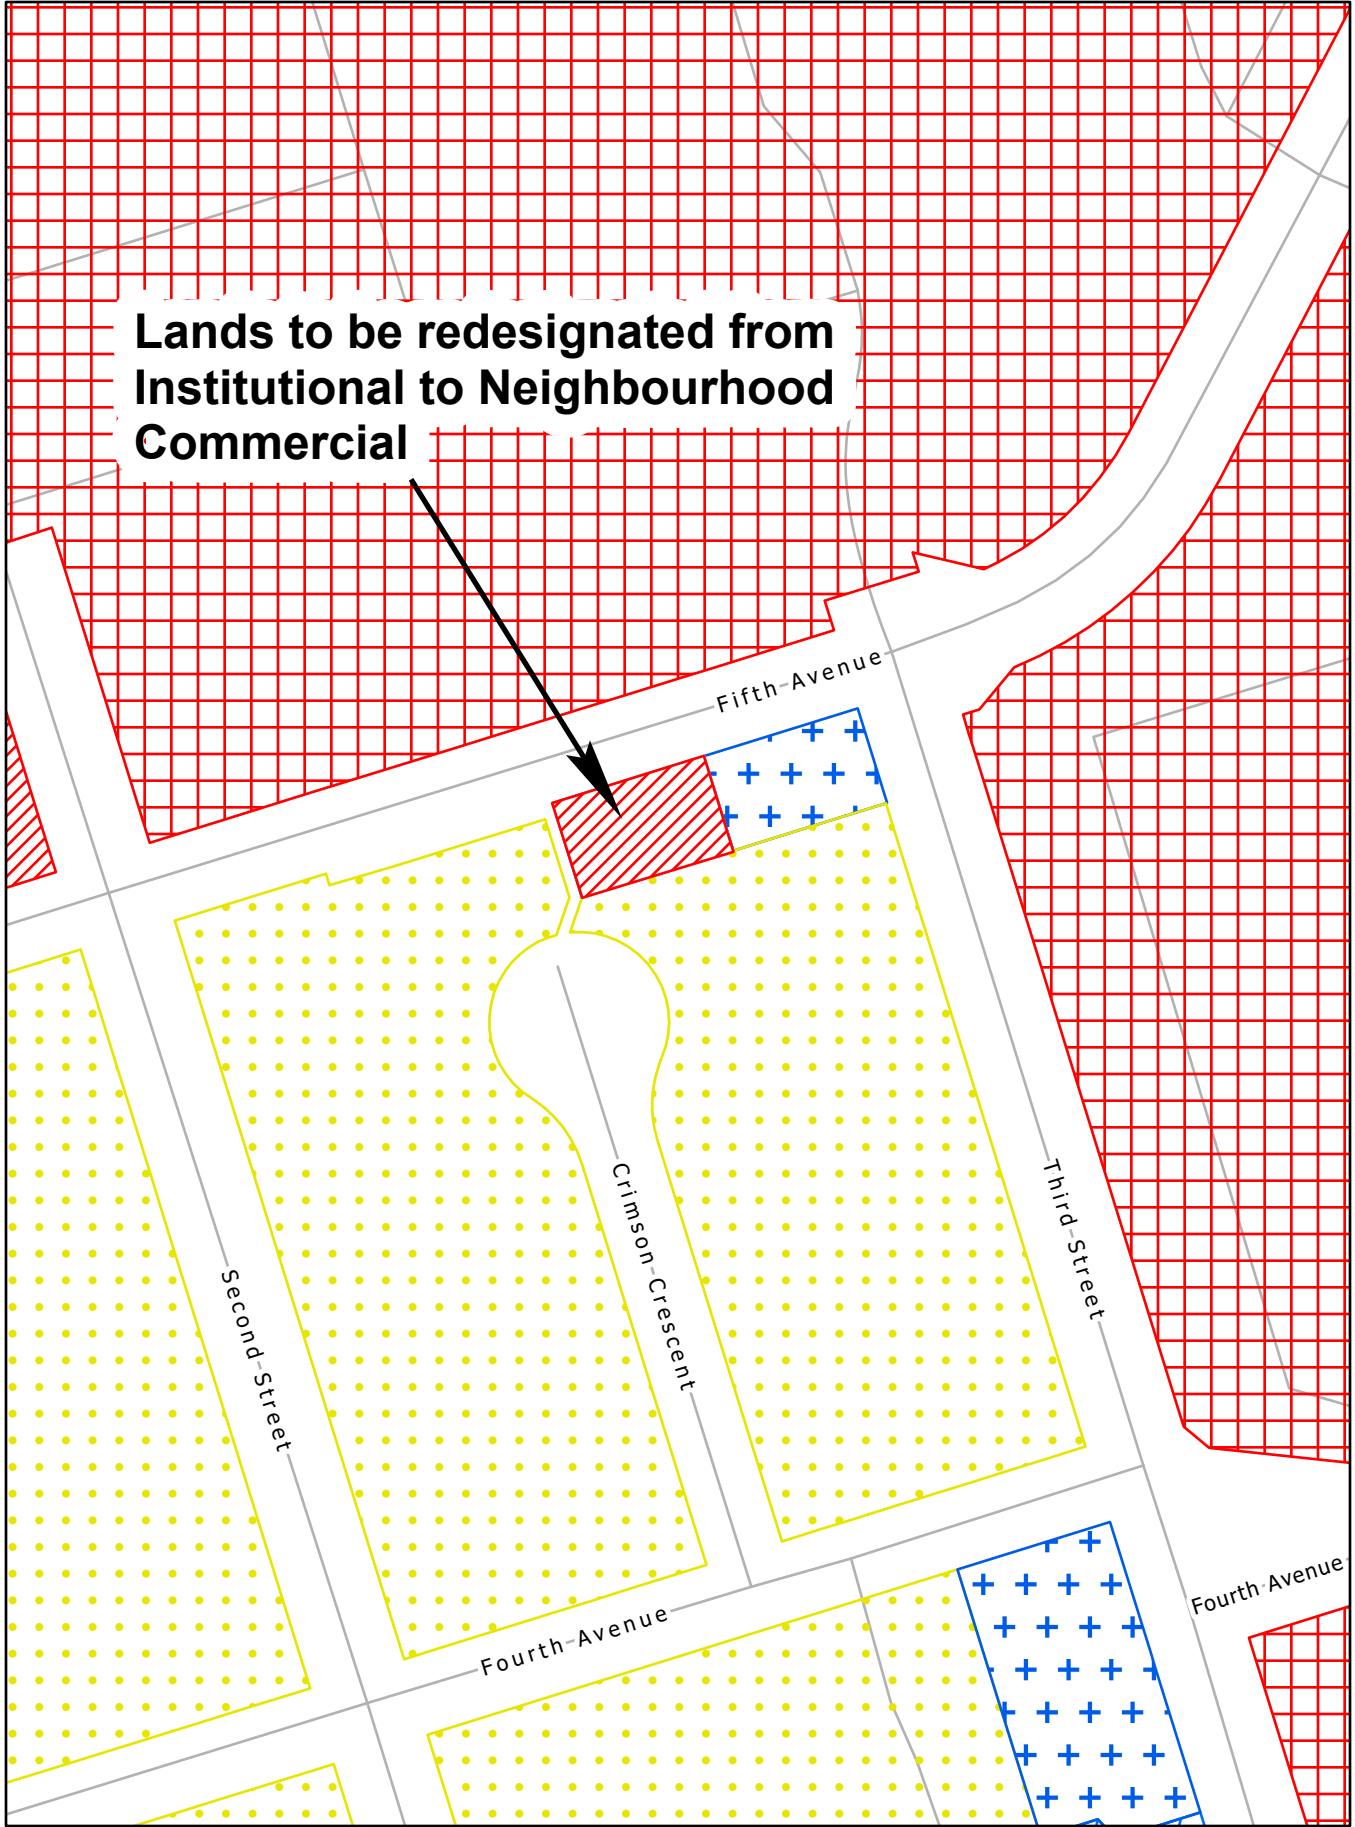 Lands to be redesignated from
Institutional to Neighbourhood
Commercial
Fifth Avenue
Crimson Crescent
Third Street
Second Street
Fourth Avenue
Fourth Avenue